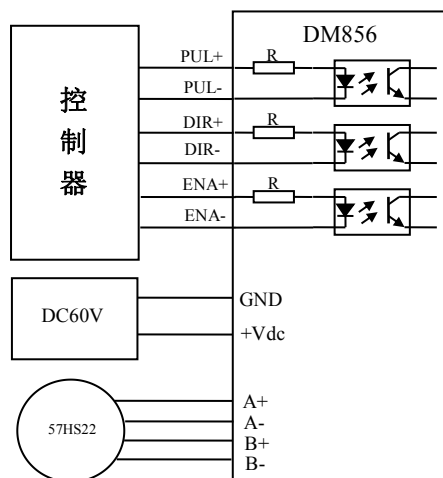 DM856
控制器
PUL+
R
PUL-
DIR+
R
DIR-
ENA+
R
ENA-
DC60V
GND
+Vdc
57HS22
A+
A-
B+
B-